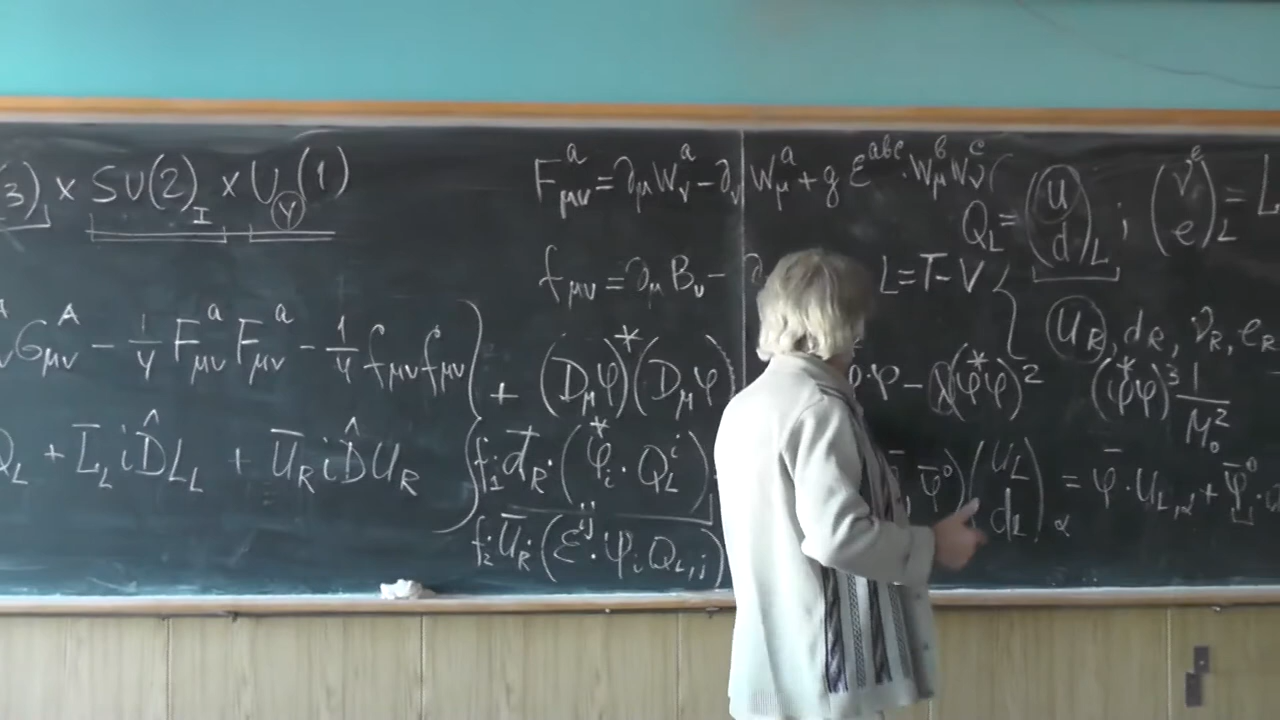 3) × SU(2)_I × U_Y(1)
F^a_{μν} = ∂_μ W^a_ν − ∂_ν W^a_μ + g ε^{abc} · W^b_μ W^c_ν
Q_L = (u d)_L ; (ν^e e)_L = L
f_{μν} = ∂_μ B_ν − ∂
L = T − V
u_R, d_R, ν_R, e_R
G^A_{μν} − 1/4 F^a_{μν} F^a_{μν} − 1/4 f_{μν} f_{μν}
+ (D_μ φ)^* (D_μ φ)
φ · φ − λ(φ^* φ)^2
(φ^* φ)^3 1/M_0^2
Q_L + L̄_L i D̂ L_L + ū_R i D̂ u_R
f_1 d̄_R · (φ^*_i · Q^i_L)
φ̄^0) (u_L d_L)_α = φ̄^- · u_{L,α} + φ̄^0 ·
f_2 ū_R · (ε^{ij} · φ_i Q_{L,j})